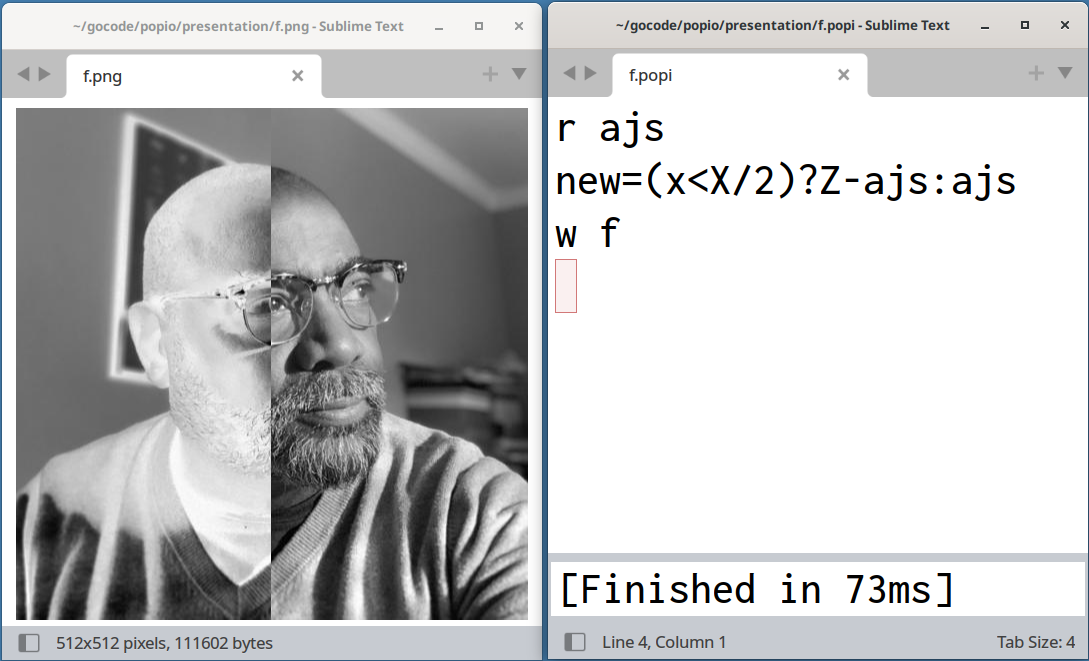 ~/gocode/popio/presentation/f.png - Sublime Text
f.png
512x512 pixels, 111602 bytes
~/gocode/popio/presentation/f.popi - Sublime Text
f.popi
r ajs
new=(x<X/2)?Z-ajs:ajs
w f
[Finished in 73ms]
Line 4, Column 1
Tab Size: 4